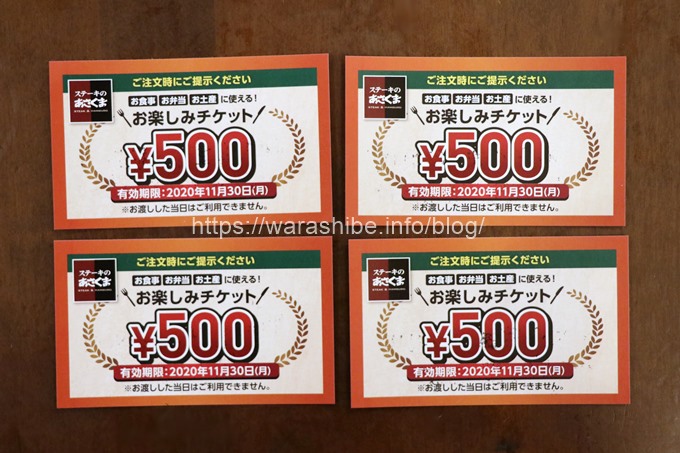 ステーキの
あさくま
STEAK & HAMBURG
ご注文時にご提示ください
お食事 お弁当 お土産 に使える！
お楽しみチケット
¥500
有効期限：2020年11月30日(月)
※お渡しした当日はご利用できません。
ステーキの
あさくま
STEAK & HAMBURG
ご注文時にご提示ください
お食事 お弁当 お土産 に使える！
お楽しみチケット
¥500
有効期限：2020年11月30日(月)
※お渡しした当日はご利用できません。
https://warashibe.info/blog/
ステーキの
あさくま
STEAK & HAMBURG
ご注文時にご提示ください
お食事 お弁当 お土産 に使える！
お楽しみチケット
¥500
有効期限：2020年11月30日(月)
※お渡しした当日はご利用できません。
ステーキの
あさくま
STEAK & HAMBURG
ご注文時にご提示ください
お食事 お弁当 お土産 に使える！
お楽しみチケット
¥500
有効期限：2020年11月30日(月)
※お渡しした当日はご利用できません。